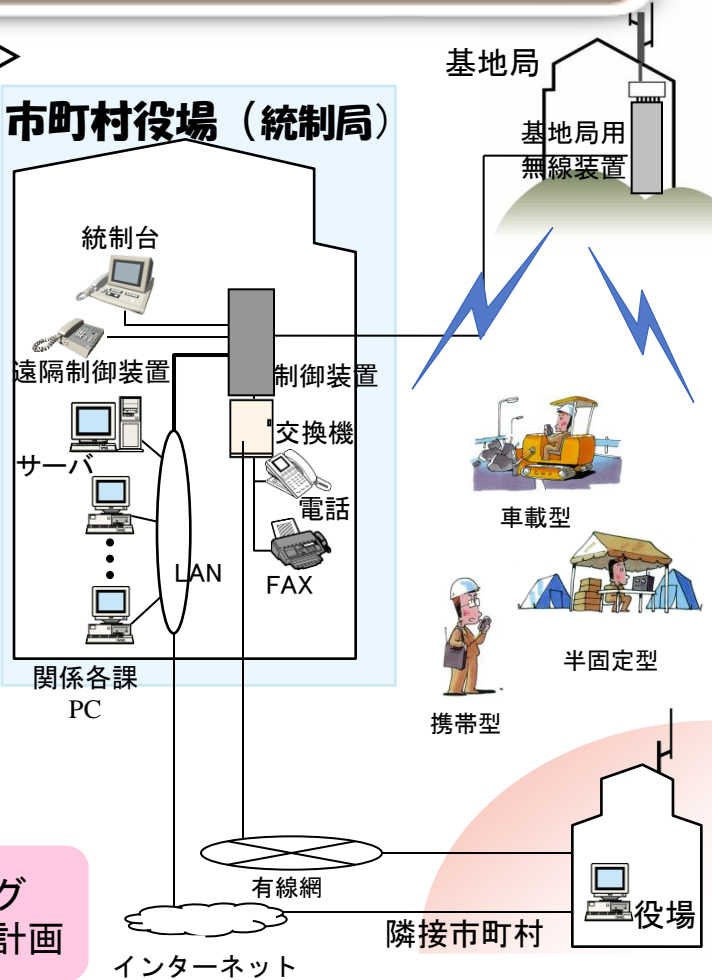 基地局
市町村役場（統制局）
基地局用
無線装置
統制台
遠隔制御装置
制御装置
サーバ
交換機
電話
LAN
FAX
車載型
半固定型
携帯型
関係各課
PC
グ
計画
有線網
インターネット
隣接市町村
役場